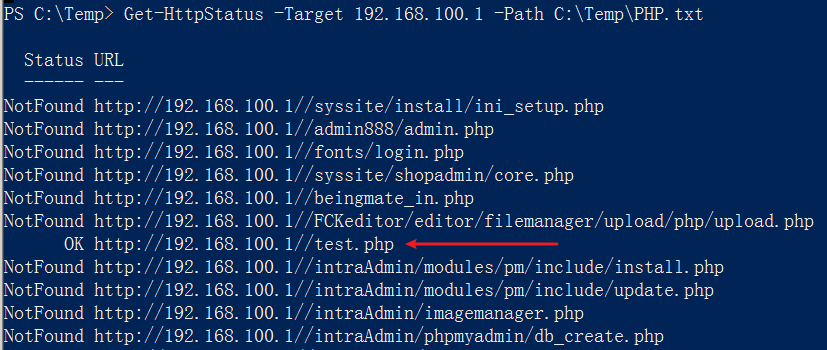 PS C:\Temp> Get-HttpStatus -Target 192.168.100.1 -Path C:\Temp\PHP.txt
Status URL
------ ---
NotFound http://192.168.100.1//syssite/install/ini_setup.php
NotFound http://192.168.100.1//admin888/admin.php
NotFound http://192.168.100.1//fonts/login.php
NotFound http://192.168.100.1//syssite/shopadmin/core.php
NotFound http://192.168.100.1//beingmate_in.php
NotFound http://192.168.100.1//FCKeditor/editor/filemanager/upload/php/upload.php
OK http://192.168.100.1//test.php
NotFound http://192.168.100.1//intraAdmin/modules/pm/include/install.php
NotFound http://192.168.100.1//intraAdmin/modules/pm/include/update.php
NotFound http://192.168.100.1//intraAdmin/imagemanager.php
NotFound http://192.168.100.1//intraAdmin/phpmyadmin/db_create.php